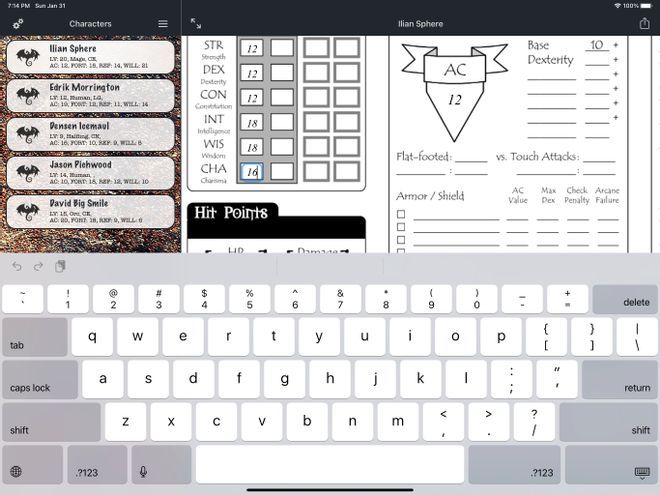 7:14 PM Sun Jan 31
100%
Characters
Ilian Sphere
Ilian Sphere
LV: 20, Mage, CE,
AC: 12, FORT: 15, REF: 14, WILL: 21
Edrik Morrington
LV: 12, Human, LG,
AC: 19, FORT: 12, REF: 11, WILL: 14
Densen Icemaul
LV: 9, Halfling, CE,
AC: 16, FORT: 10, REF: 9, WILL: 8
Jason Pichwood
LV: 14, Human,
AC: 10, FORT: 15, REF: 12, WILL: 10
David Big Smile
LV: 15, Orc, CE,
AC: 20, FORT: 18, REF: 9, WILL: 6
STR
Strength
12
DEX
Dexterity
12
CON
Constitution
12
INT
Intelligence
18
WIS
Wisdom
18
CHA
Charisma
16
Hit Points
HP
Damage
AC
12
Base 10 +
Dexterity +
+
+
+
Flat-footed: : vs. Touch Attacks: :
Armor / Shield
AC Value
Max Dex
Check Penalty
Arcane Failure
~ ` ! 1 @ 2 # 3 $ 4 % 5 ^ 6 & 7 * 8 ( 9 ) 0 _ - + = delete
tab q w e r t y u i o p { [ } ] | \
caps lock a s d f g h j k l : ; " ' return
shift z x c v b n m < , > . ? / shift
.?123 .?123